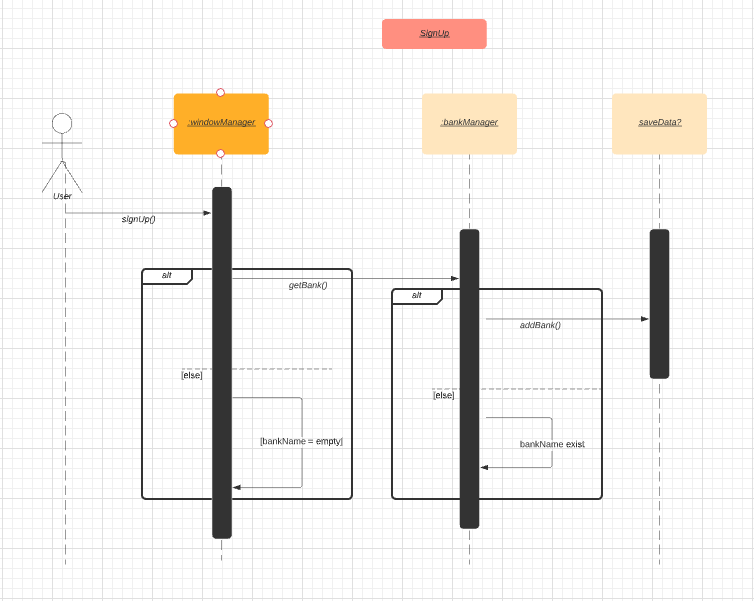 SignUp
:windowManager
:bankManager
saveData?
User
signUp()
alt
getBank()
alt
addBank()
[else]
[else]
[bankName = empty]
bankName exist